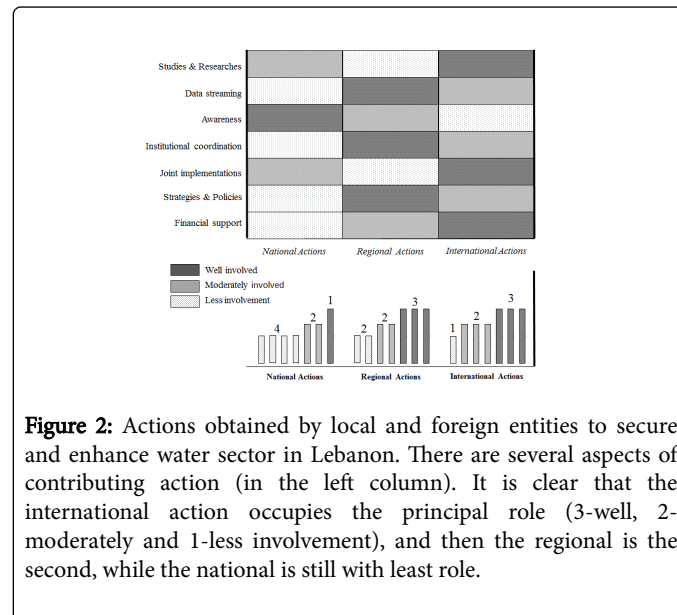 Studies & Researches
Data streaming
Awareness
Institutional coordination
Joint implementations
Strategies & Policies
Financial support
National Actions Regional Actions International Actions
Well involved
Moderately involved
Less involvement
4 2 1
2 2 3
1 2 3
National Actions Regional Actions International Actions
Figure 2: Actions obtained by local and foreign entities to secure
and enhance water sector in Lebanon. There are several aspects of
contributing action (in the left column). It is clear that the
international action occupies the principal role (3-well, 2-
moderately and 1-less involvement), and then the regional is the
second, while the national is still with least role.